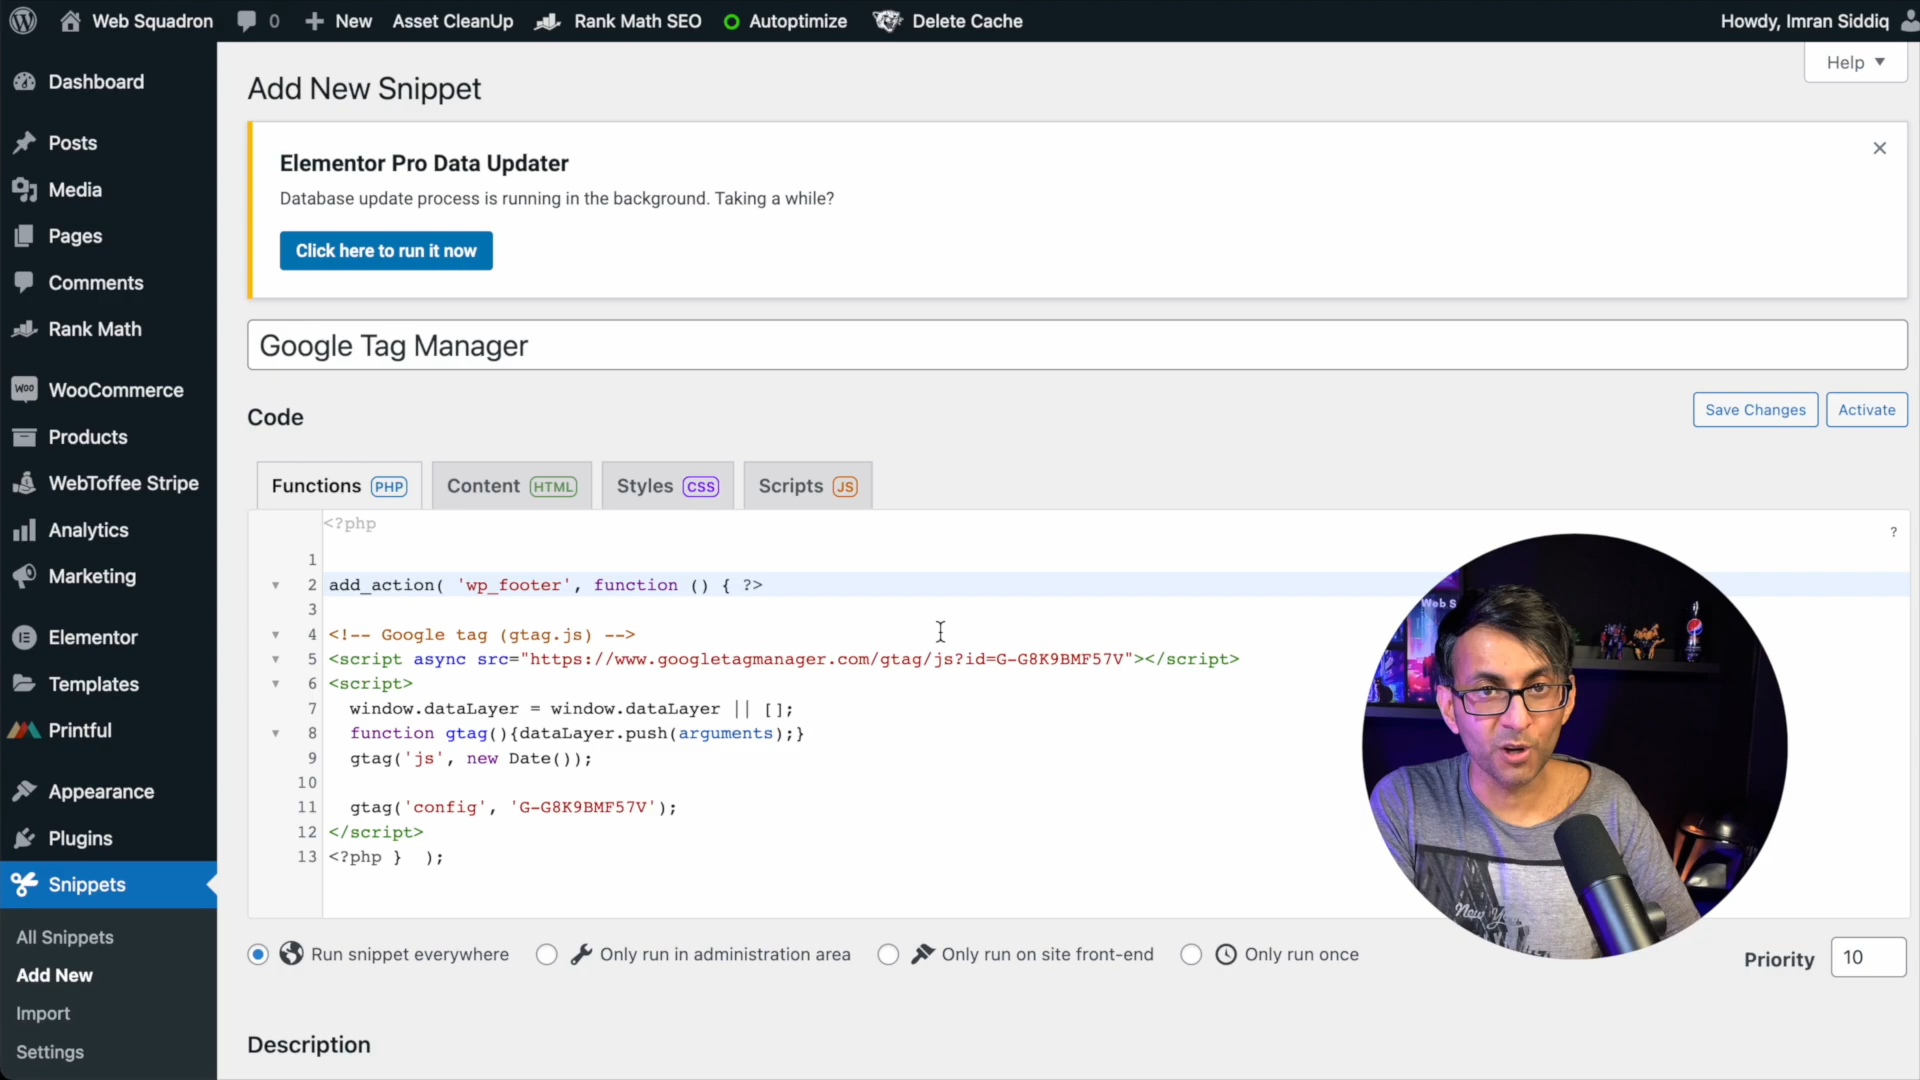 Web Squadron
0
New
Asset CleanUp
Rank Math SEO
Autoptimize
Delete Cache
Howdy, Imran Siddiq
Help ▼
Dashboard
Posts
Media
Pages
Comments
Rank Math
WOO WooCommerce
Products
WebToffee Stripe
Analytics
Marketing
Elementor
Templates
Printful
Appearance
Plugins
Snippets
All Snippets
Add New
Import
Settings
Add New Snippet
Elementor Pro Data Updater
Database update process is running in the background. Taking a while?
Click here to run it now
Google Tag Manager
Code
Save Changes
Activate
Functions PHP
Content HTML
Styles CSS
Scripts JS
<?php
?
1
2 add_action( 'wp_footer', function () { ?>
3
4 <!-- Google tag (gtag.js) -->
5 <script async src="https://www.googletagmanager.com/gtag/js?id=G-G8K9BMF57V"></script>
6 <script>
7 window.dataLayer = window.dataLayer || [];
8 function gtag(){dataLayer.push(arguments);}
9 gtag('js', new Date());
10
11 gtag('config', 'G-G8K9BMF57V');
12 </script>
13 <?php } );
Web S
Run snippet everywhere
Only run in administration area
Only run on site front-end
Only run once
Priority 10
Description